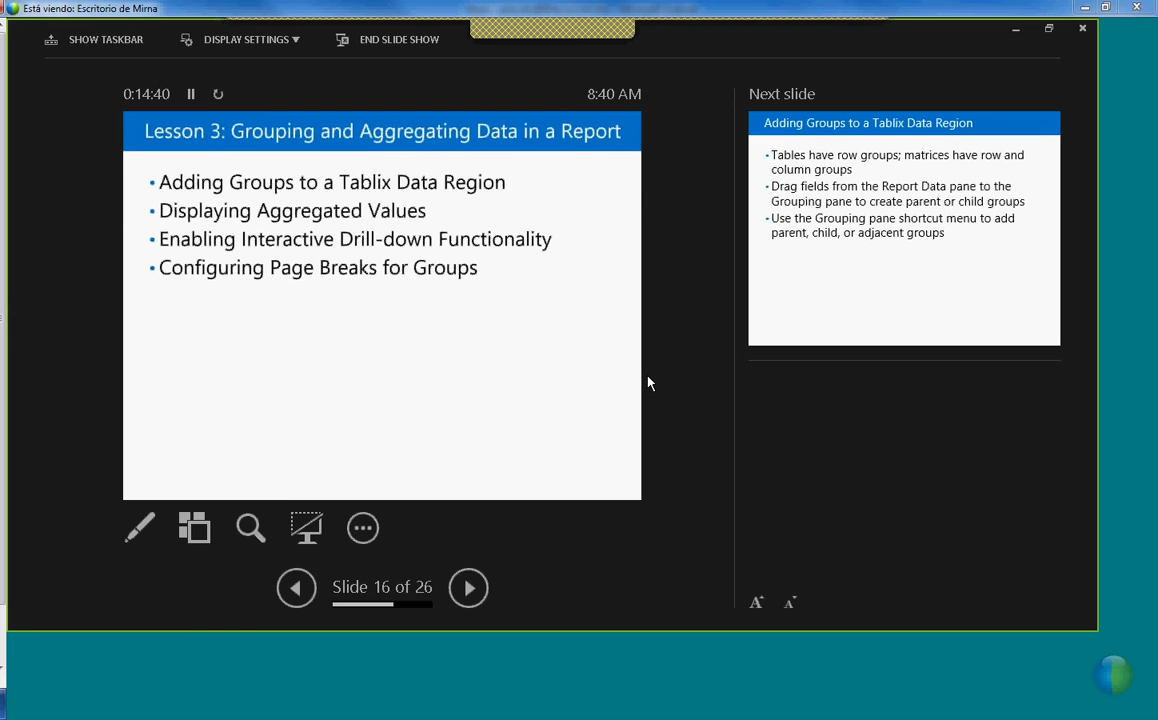 Está viendo: Escritorio de Mirna
SHOW TASKBAR
DISPLAY SETTINGS
END SLIDE SHOW
0:14:40
8:40 AM
Lesson 3: Grouping and Aggregating Data in a Report
•Adding Groups to a Tablix Data Region
•Displaying Aggregated Values
•Enabling Interactive Drill-down Functionality
•Configuring Page Breaks for Groups
Slide 16 of 26
Next slide
Adding Groups to a Tablix Data Region
•Tables have row groups; matrices have row and
column groups
•Drag fields from the Report Data pane to the
Grouping pane to create parent or child groups
•Use the Grouping pane shortcut menu to add
parent, child, or adjacent groups
A A